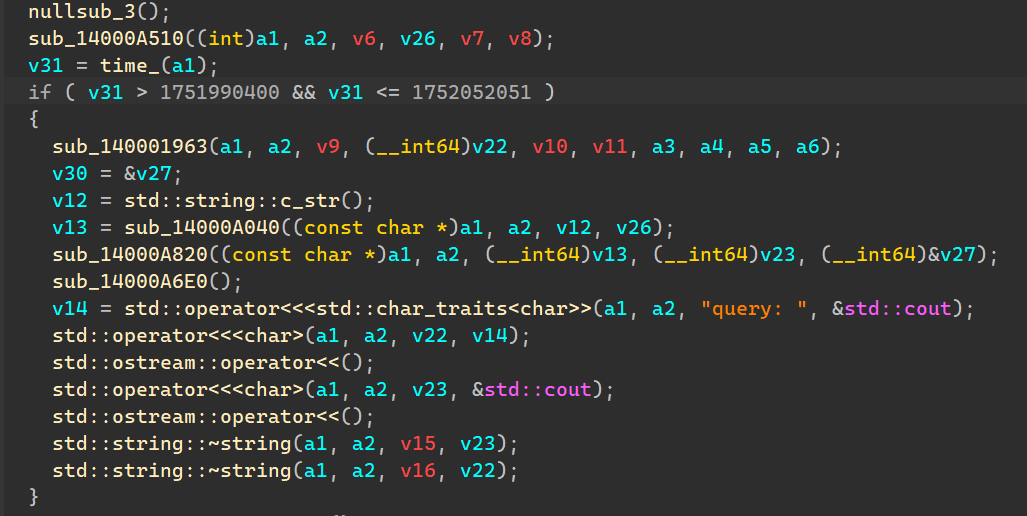 nullsub_3();
sub_14000A510((int)a1, a2, v6, v26, v7, v8);
v31 = time_(a1);
if ( v31 > 1751990400 && v31 <= 1752052051 )
{
sub_140001963(a1, a2, v9, (__int64)v22, v10, v11, a3, a4, a5, a6);
v30 = &v27;
v12 = std::string::c_str();
v13 = sub_14000A040((const char *)a1, a2, v12, v26);
sub_14000A820((const char *)a1, a2, (__int64)v13, (__int64)v23, (__int64)&v27);
sub_14000A6E0();
v14 = std::operator<<<std::char_traits<char>>(a1, a2, "query: ", &std::cout);
std::operator<<<char>(a1, a2, v22, v14);
std::ostream::operator<<();
std::operator<<<char>(a1, a2, v23, &std::cout);
std::ostream::operator<<();
std::string::~string(a1, a2, v15, v23);
std::string::~string(a1, a2, v16, v22);
}